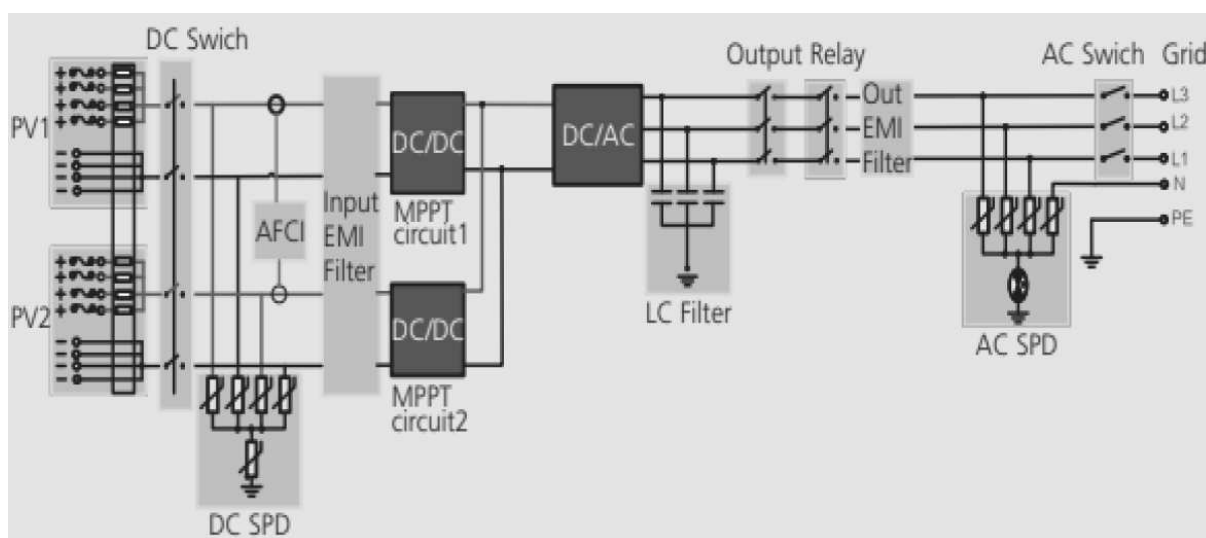 DC Swich
Output Relay
AC Swich
Grid
PV1
+
+
+
+
-
-
-
-
PV2
+
+
+
+
-
-
-
-
AFCI
Input
EMI
Filter
DC/DC
MPPT
circuit1
DC/DC
MPPT
circuit2
DC SPD
DC/AC
LC Filter
Out
EMI
Filter
L3
L2
L1
N
PE
AC SPD